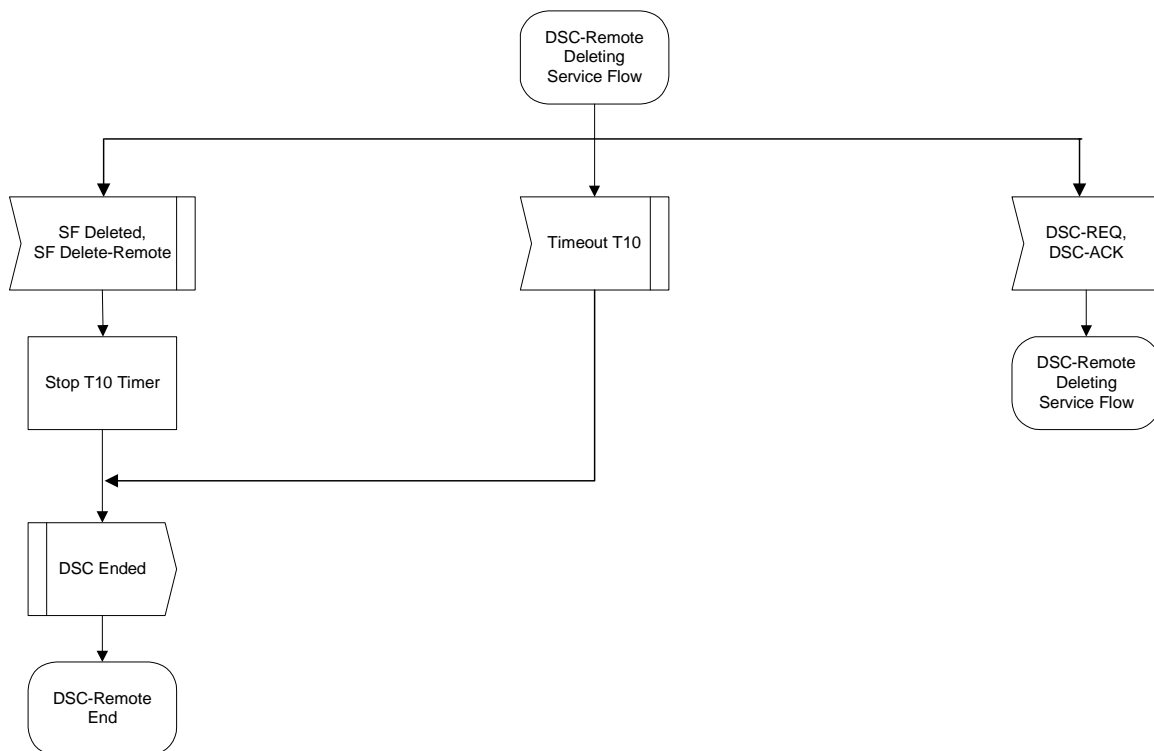 DSC-Remote
Deleting
Service Flow
SF Deleted,
SF Delete-Remote
Timeout T10
DSC-REQ,
DSC-ACK
Stop T10 Timer
DSC-Remote
Deleting
Service Flow
DSC Ended
DSC-Remote
End